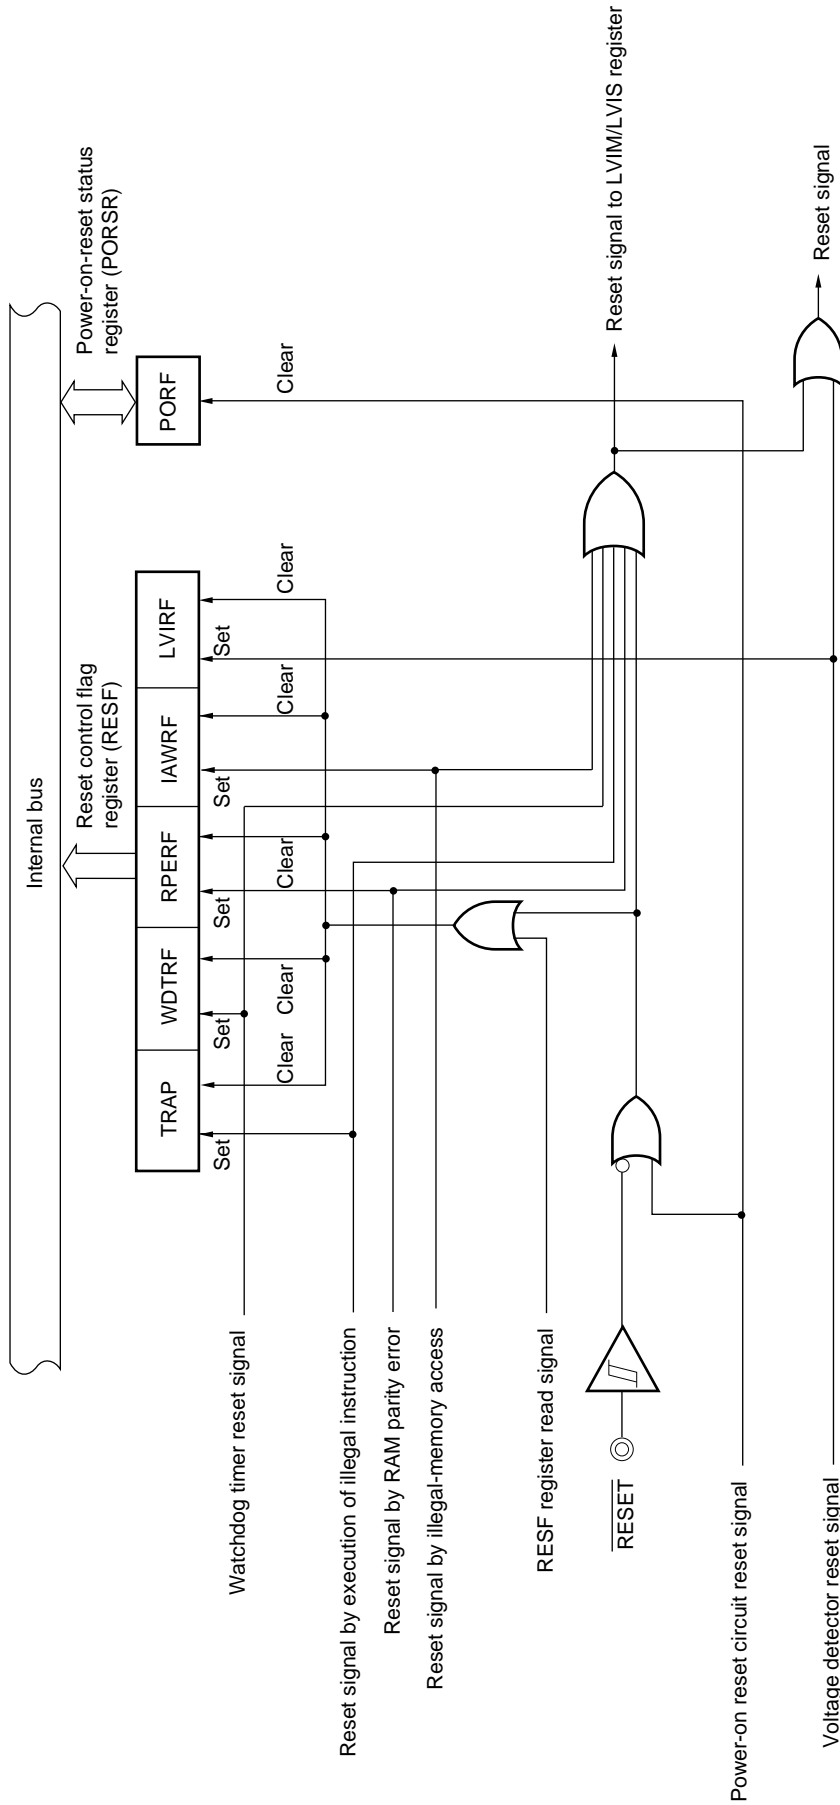 Internal bus
Reset control flag
register (RESF)
Power-on-reset status
register (PORSR)
TRAP
WDTRF
RPERF
IAWRF
LVIRF
PORF
Set
Clear
Set
Clear
Set
Clear
Set
Clear
Set
Clear
Clear
Watchdog timer reset signal
Reset signal by execution of illegal instruction
Reset signal by RAM parity error
Reset signal by illegal-memory access
RESF register read signal
RESET
Reset signal to LVIM/LVIS register
Power-on reset circuit reset signal
Voltage detector reset signal
Reset signal